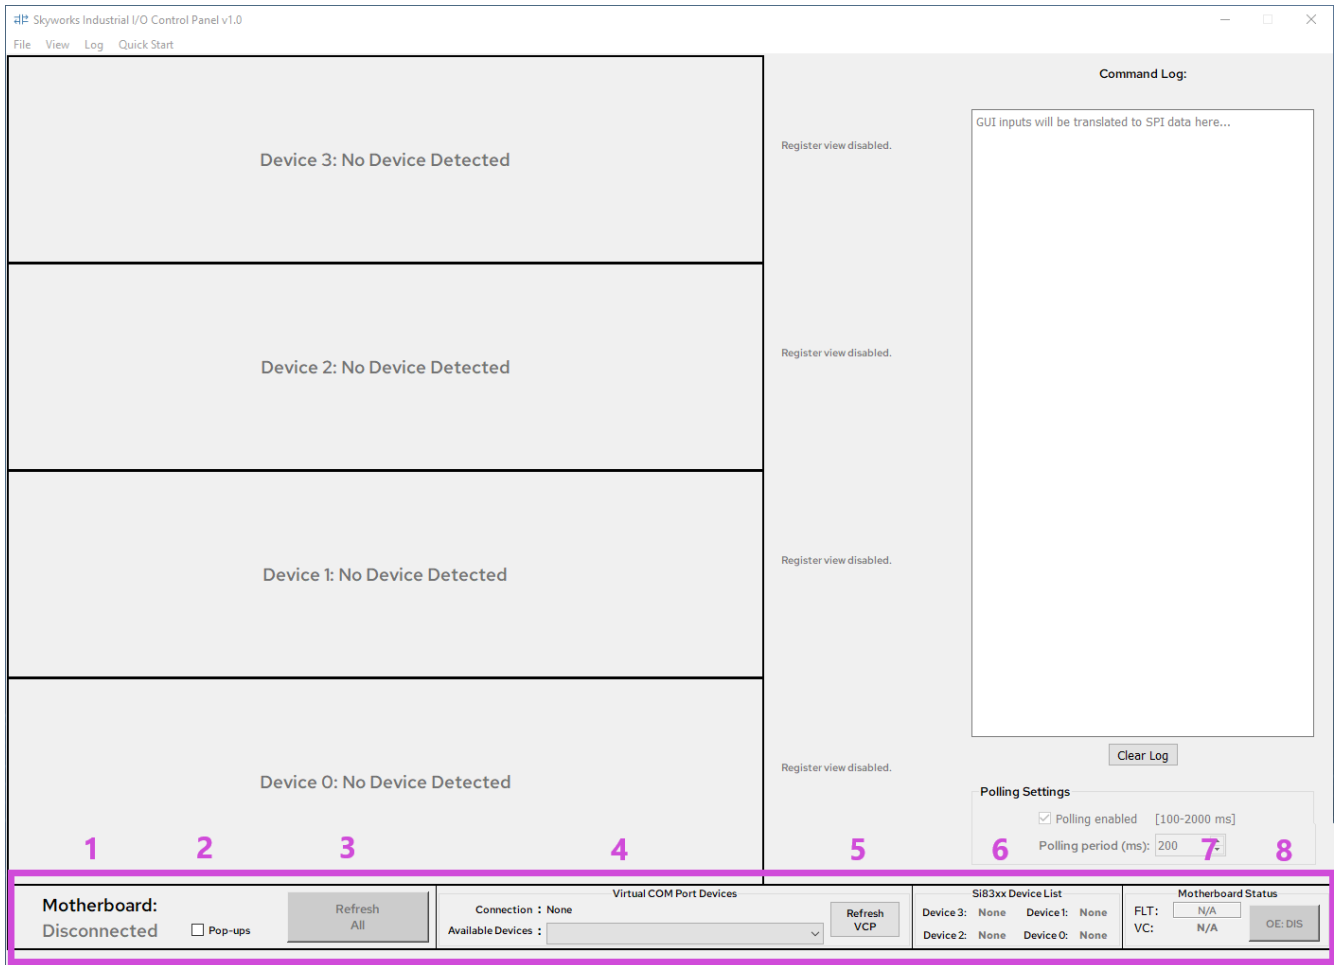 Skyworks Industrial I/O Control Panel v1.0
File View Log Quick Start
Command Log:
GUI inputs will be translated to SPI data here...
Device 3: No Device Detected
Register view disabled.
Device 2: No Device Detected
Register view disabled.
Device 1: No Device Detected
Register view disabled.
Device 0: No Device Detected
Register view disabled.
Clear Log
Polling Settings
Polling enabled [100-2000 ms]
Polling period (ms): 200
1 2 3 4 5 6 7 8
Motherboard:
Disconnected
Pop-ups
Refresh
All
Virtual COM Port Devices
Connection : None
Available Devices :
Refresh
VCP
Si83xx Device List
Device 3: None Device 1: None
Device 2: None Device 0: None
Motherboard Status
FLT: N/A
VC: N/A
OE: DIS